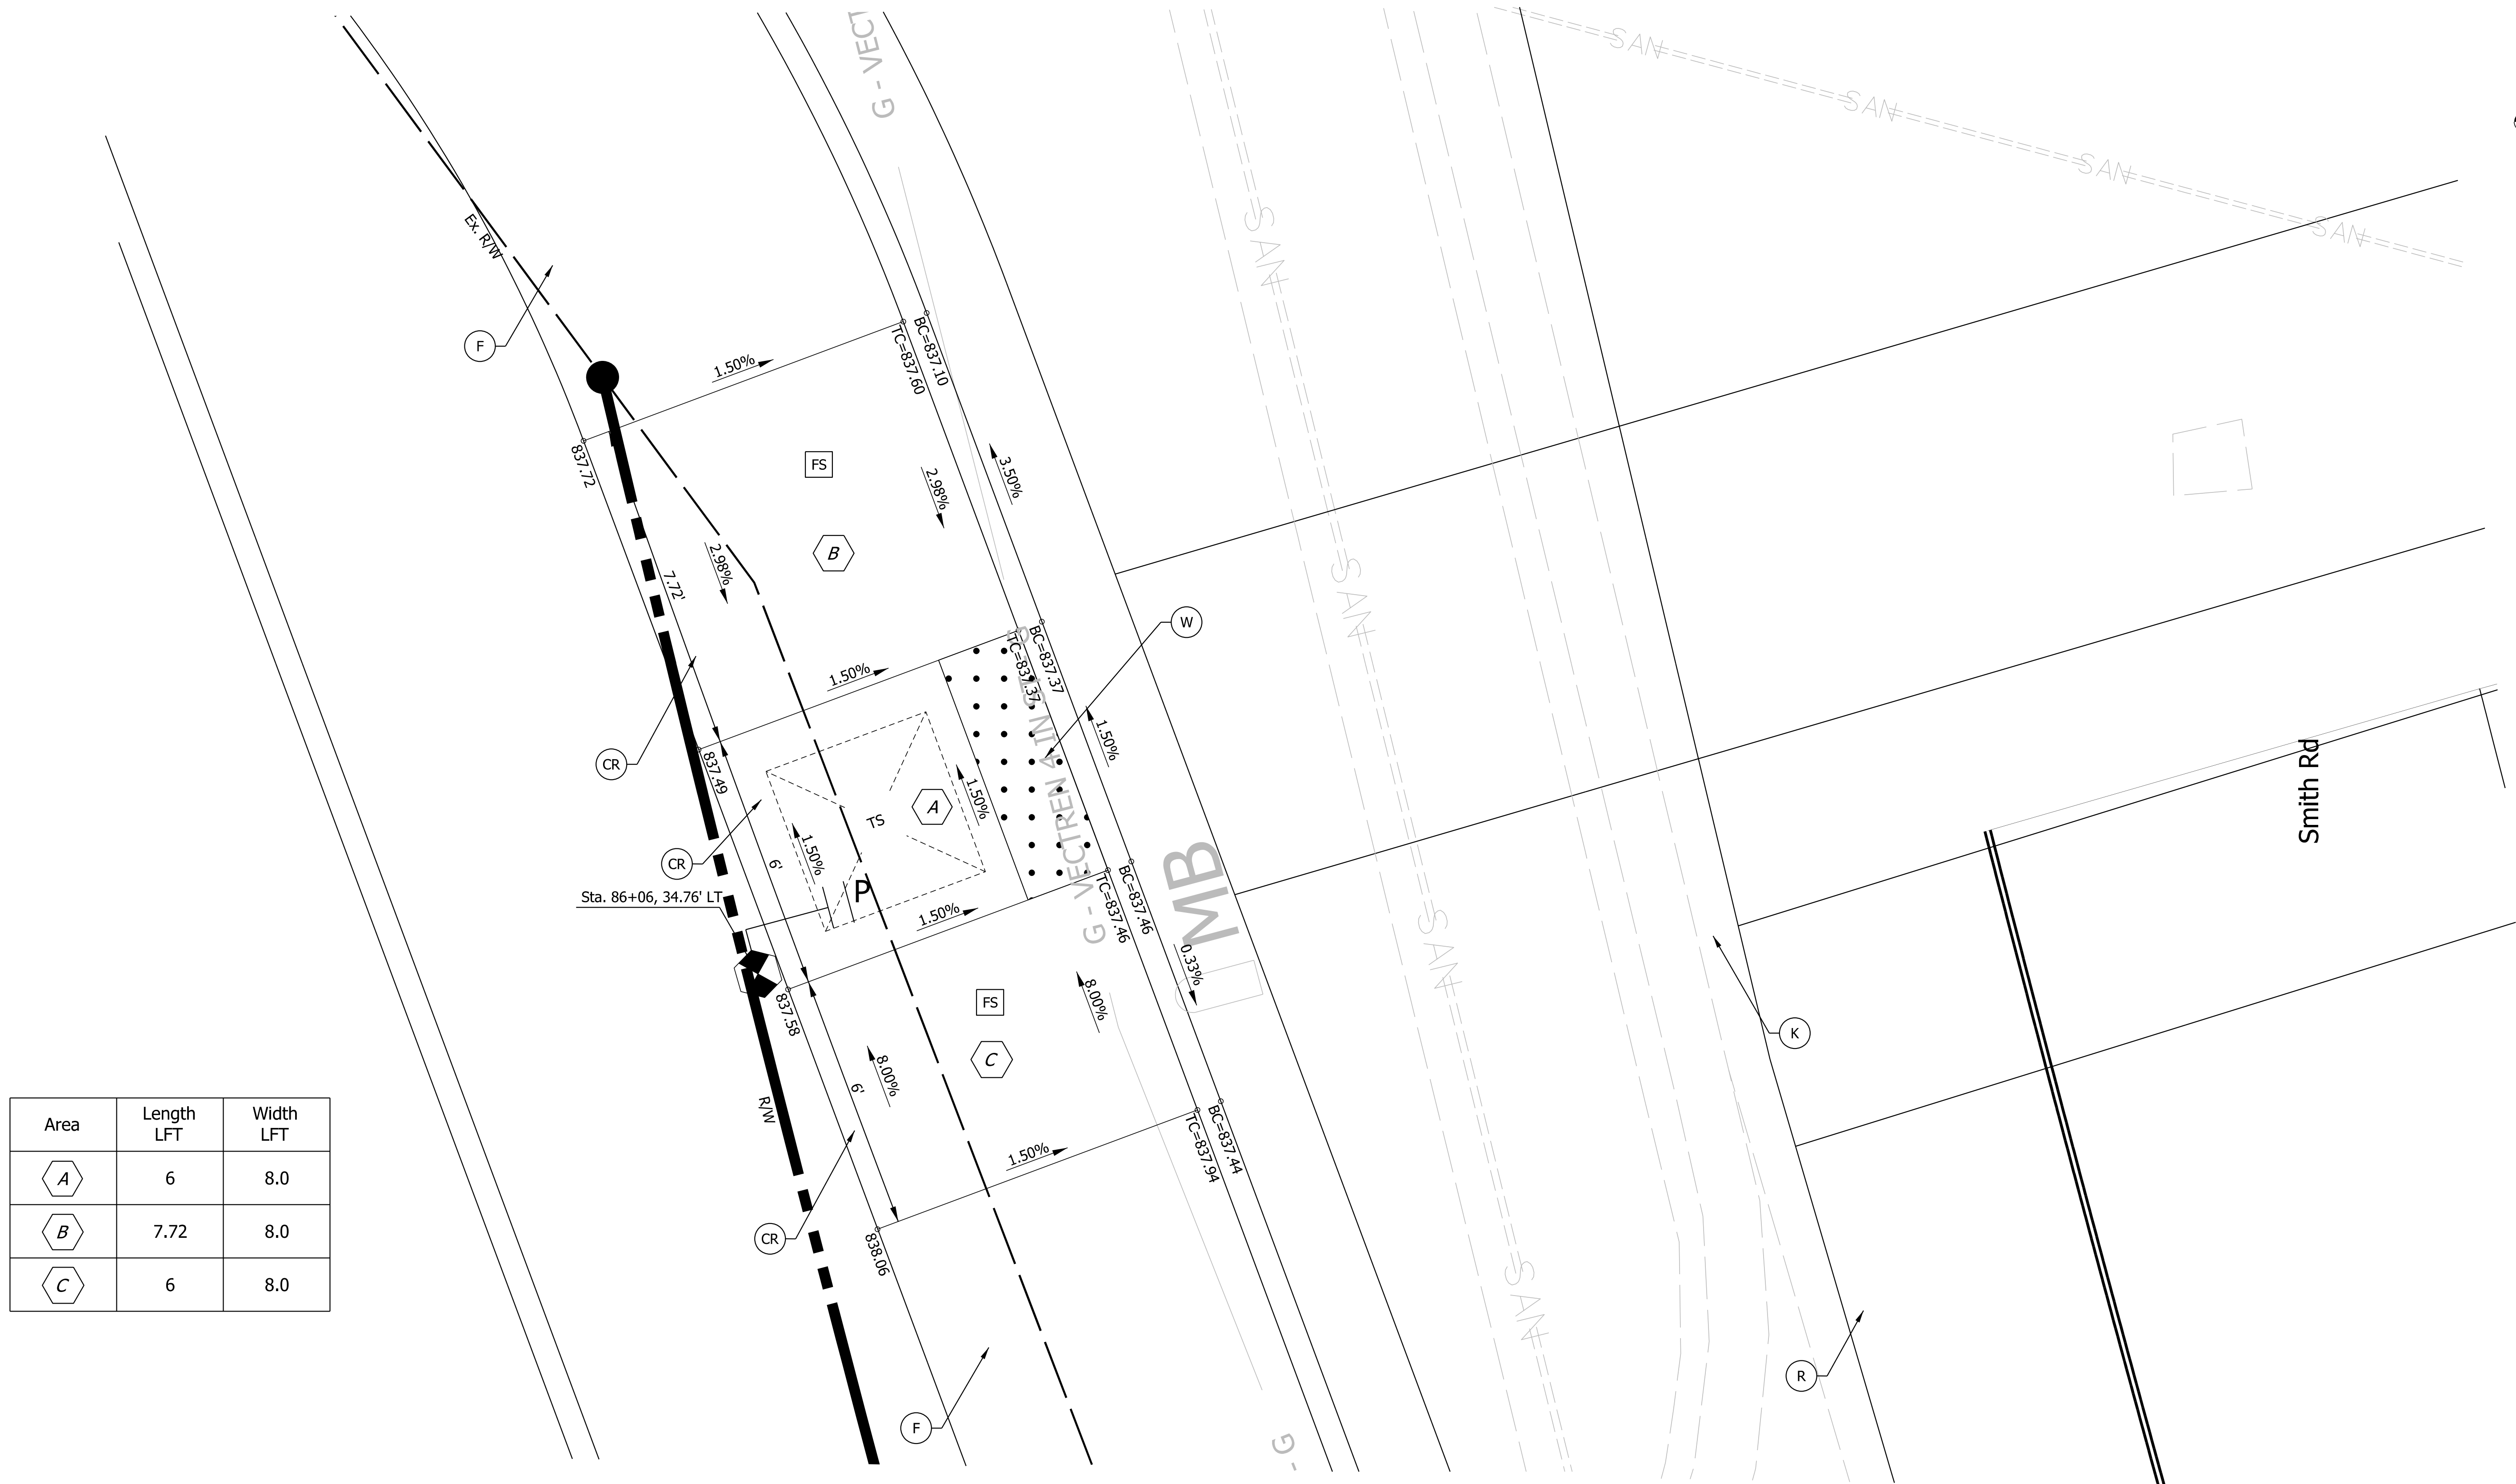 G - VECT
SAN
SAN
SAN
SAN
Ex. R/W
F
1.50%
TC=837.60
BC=837.10
SAN
837.72
FS
2.98%
3.50%
B
2.98%
7.72'
SAN
W
TC=837.37
BC=837.37
1.50%
CR
837.49
1.50%
1.50%
A
TS
G - VECTREN 4IN STL G
Smith Rd
CR
1.50%
6'
P
Sta. 86+06, 34.76' LT
1.50%
TC=837.46
BC=837.46
MB
SAN
0.33%
837.58
FS
8.00%
C
8.00%
6'
K
R/W
TC=837.94
BC=837.44
1.50%
CR
838.06
SAN
R
F
G -
Area
Length
LFT
Width
LFT
A 6 8.0
B 7.72 8.0
C 6 8.0